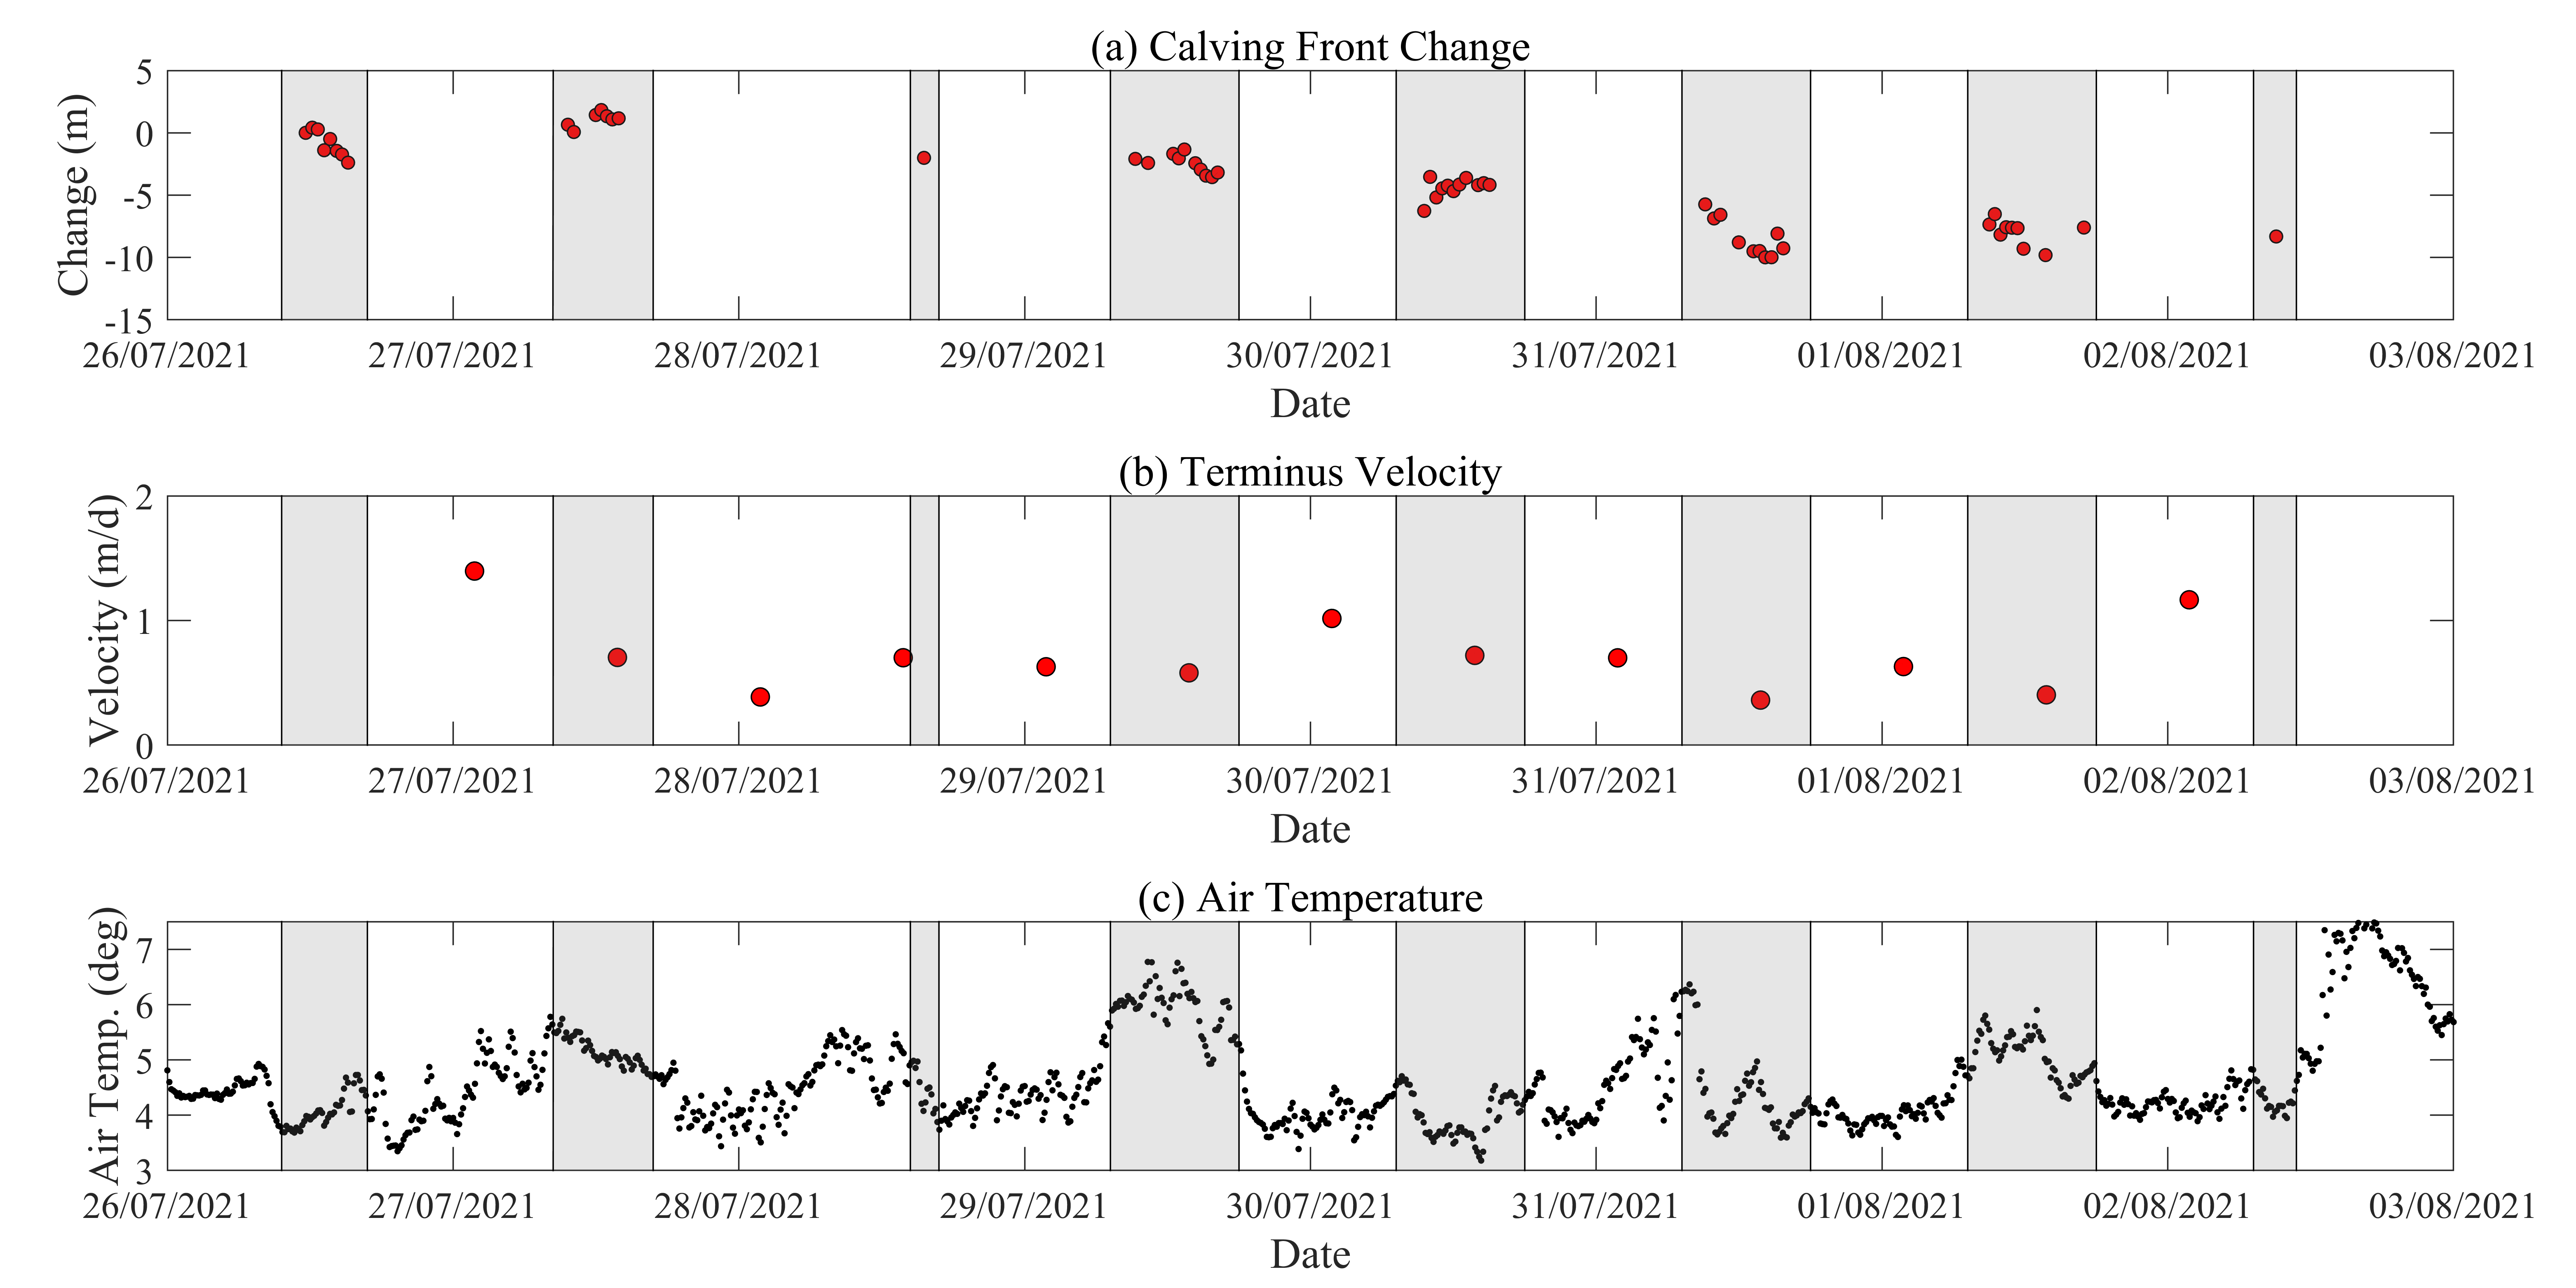 (a) Calving Front Change
Change (m)
5
0
-5
-10
-15
26/07/2021 27/07/2021 28/07/2021 29/07/2021 30/07/2021 31/07/2021 01/08/2021 02/08/2021 03/08/2021
Date
(b) Terminus Velocity
Velocity (m/d)
2
1
0
26/07/2021 27/07/2021 28/07/2021 29/07/2021 30/07/2021 31/07/2021 01/08/2021 02/08/2021 03/08/2021
Date
(c) Air Temperature
Air Temp. (deg)
7
6
5
4
3
26/07/2021 27/07/2021 28/07/2021 29/07/2021 30/07/2021 31/07/2021 01/08/2021 02/08/2021 03/08/2021
Date